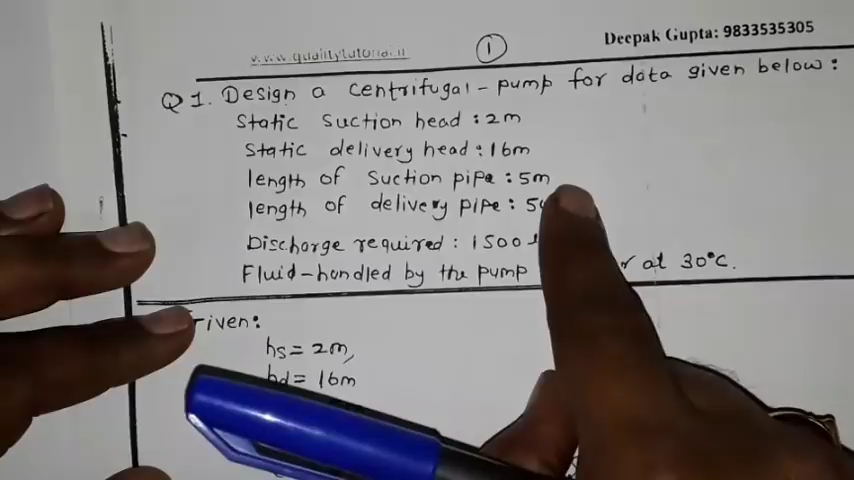 www.qualitytutorial.in
1
Deepak Gupta: 9833535305
Q 1. Design a centrifugal-pump for data given below:
Static Suction head : 2m
Static delivery head : 16m
length of Suction pipe : 5m
length of delivery pipe : 5
Discharge required : 1500
Fluid-handled by the pump at 30°C.
Given:
hs = 2m,
hd = 16m